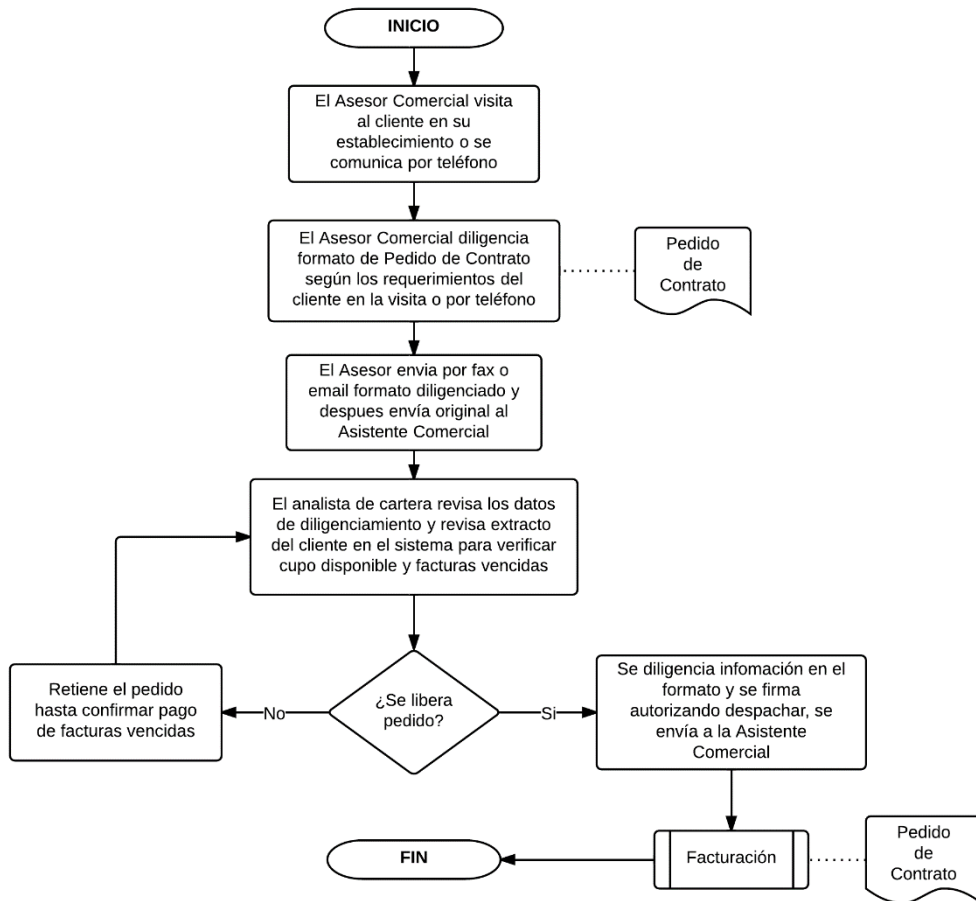 INICIO
El Asesor Comercial visita
al cliente en su
establecimiento o se
comunica por teléfono
El Asesor Comercial diligencia
formato de Pedido de Contrato
según los requerimientos del
cliente en la visita o por teléfono
Pedido
de
Contrato
El Asesor envia por fax o
email formato diligenciado y
despues envía original al
Asistente Comercial
El analista de cartera revisa los datos
de diligenciamiento y revisa extracto
del cliente en el sistema para verificar
cupo disponible y facturas vencidas
Retiene el pedido
hasta confirmar pago
de facturas vencidas
No
¿Se libera
pedido?
Si
Se diligencia infomación en el
formato y se firma
autorizando despachar, se
envía a la Asistente
Comercial
FIN
Facturación
Pedido
de
Contrato